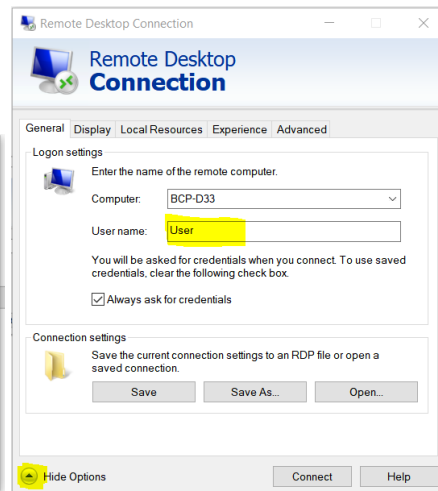 Remote Desktop Connection
Remote Desktop
Connection
General Display Local Resources Experience Advanced
Logon settings
Enter the name of the remote computer.
Computer: BCP-D33
User name: User
You will be asked for credentials when you connect. To use saved
credentials, clear the following check box.
Always ask for credentials
Connection settings
Save the current connection settings to an RDP file or open a
saved connection.
Save Save As... Open...
Hide Options Connect Help